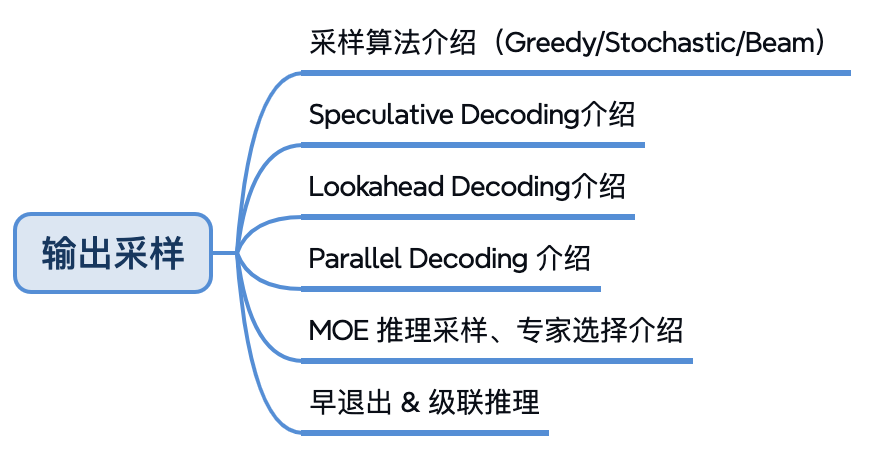 采样算法介绍（Greedy/Stochastic/Beam）
Speculative Decoding介绍
Lookahead Decoding介绍
输出采样
Parallel Decoding 介绍
MOE 推理采样、专家选择介绍
早退出 & 级联推理